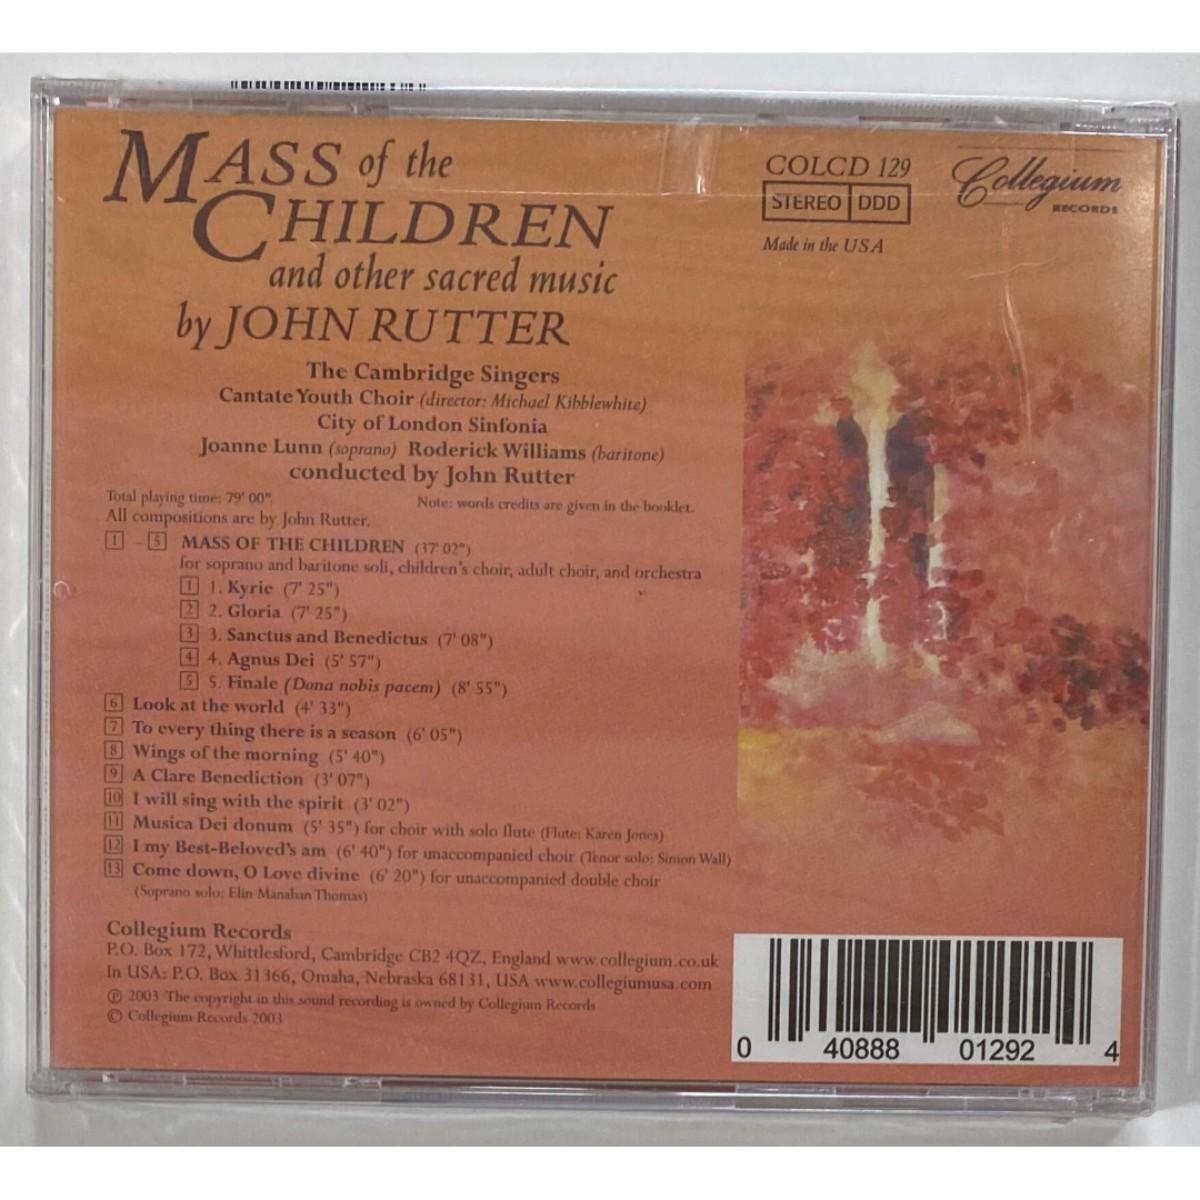 MASS of the
CHILDREN
and other sacred music
by JOHN RUTTER
COLCD 129
STEREO DDD
Made in the USA
Collegium
RECORDS
The Cambridge Singers
Cantate Youth Choir (director: Michael Kibblewhite)
City of London Sinfonia
Joanne Lunn (soprano) Roderick Williams (baritone)
conducted by John Rutter
Total playing time: 79' 00". Note: words credits are given in the booklet.
All compositions are by John Rutter.
1 - 5 MASS OF THE CHILDREN (37' 02")
for soprano and baritone soli, children's choir, adult choir, and orchestra
1 1. Kyrie (7' 25")
2 2. Gloria (7' 25")
3 3. Sanctus and Benedictus (7' 08")
4 4. Agnus Dei (5' 57")
5 5. Finale (Dona nobis pacem) (8' 55")
6 Look at the world (4' 33")
7 To every thing there is a season (6' 05")
8 Wings of the morning (5' 40")
9 A Clare Benediction (3' 07")
10 I will sing with the spirit (3' 02")
11 Musica Dei donum (5' 35") for choir with solo flute (Flute: Karen Jones)
12 I my Best-Beloved's am (6' 40") for unaccompanied choir (Tenor solo: Simon Wall)
13 Come down, O Love divine (6' 20") for unaccompanied double choir
(Soprano solo: Elin Manahan Thomas)
Collegium Records
P.O. Box 172, Whittlesford, Cambridge CB2 4QZ, England www.collegium.co.uk
In USA: P.O. Box 31366, Omaha, Nebraska 68131, USA www.collegiumusa.com
℗ 2003 The copyright in this sound recording is owned by Collegium Records
© Collegium Records 2003
0 40888 01292 4